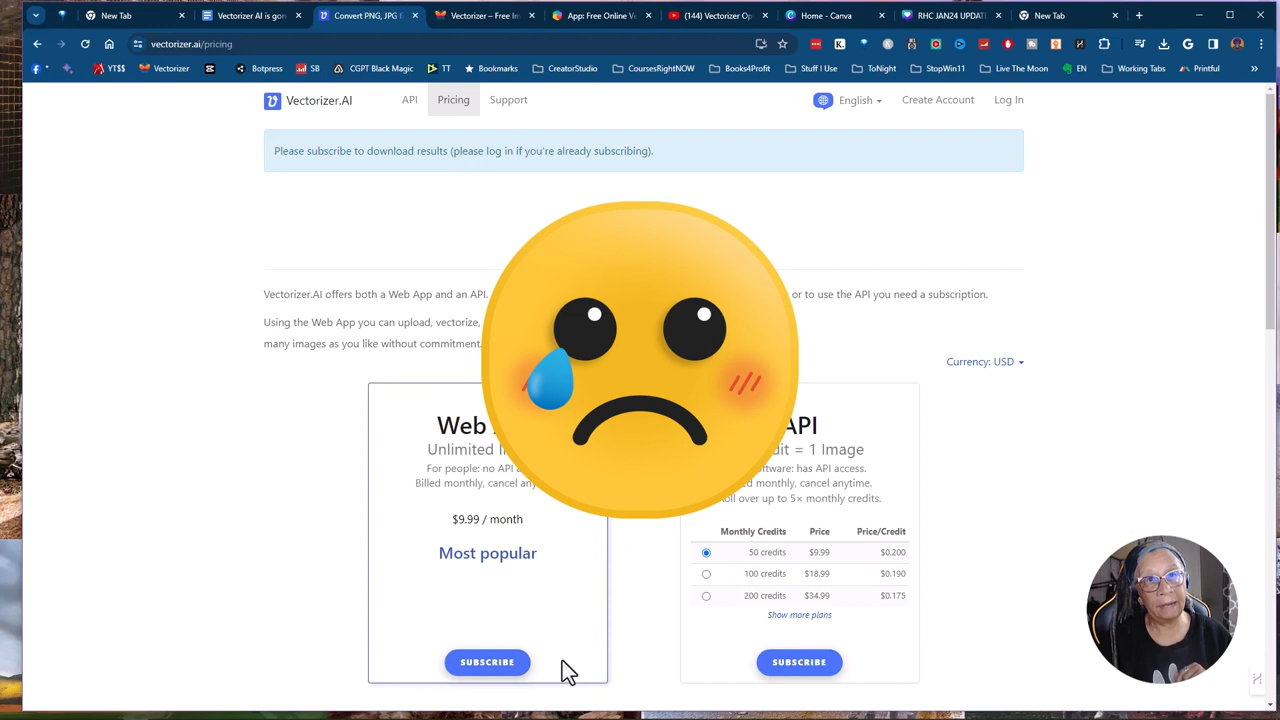 New Tab
Vectorizer AI is gon
Convert PNG, JPG f
Vectorizer – Free Im
App: Free Online Ve
(144) Vectorizer Op
Home - Canva
RHC JAN24 UPDAT
New Tab
vectorizer.ai/pricing
YT$$
Vectorizer
Botpress
SB
CGPT Black Magic
TT
Bookmarks
CreatorStudio
CoursesRightNOW
Books4Profit
Stuff I Use
ToNight
StopWin11
Live The Moon
EN
Working Tabs
Printful
Vectorizer.AI
API
Pricing
Support
English
Create Account
Log In
Please subscribe to download results (please log in if you're already subscribing).
Vectorizer.AI offers both a Web App and an API. or to use the API you need a subscription.
Using the Web App you can upload, vectorize,
many images as you like without commitment.
Currency: USD
Web
Unlimited
For people: no API
Billed monthly, cancel
$9.99 / month
Most popular
SUBSCRIBE
API
= 1 Image
has API access.
monthly, cancel anytime.
over up to 5× monthly credits.
Monthly Credits Price Price/Credit
50 credits $9.99 $0.200
100 credits $18.99 $0.190
200 credits $34.99 $0.175
Show more plans
SUBSCRIBE